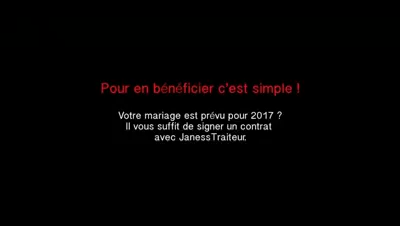 Pour en bénéficier c'est simple !
Votre mariage est prévu pour 2017 ?
Il vous suffit de signer un contrat
avec JanessTraiteur.